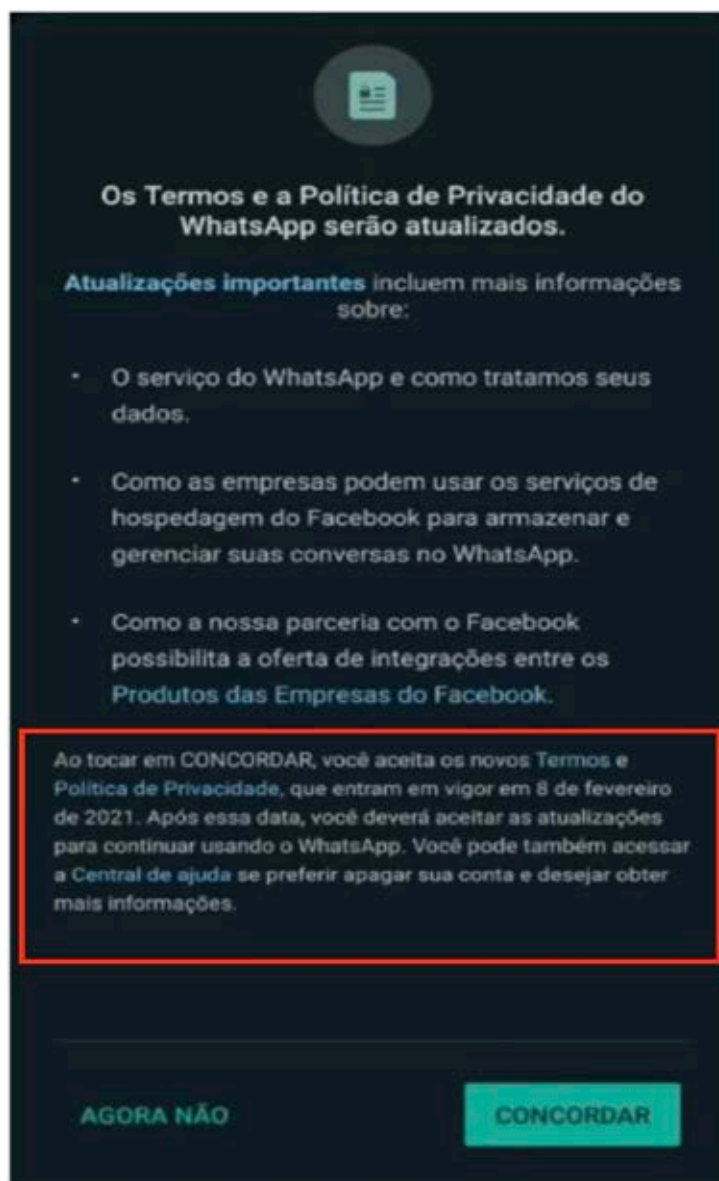 Os Termos e a Política de Privacidade do
WhatsApp serão atualizados.
Atualizações importantes incluem mais informações
sobre:
- O serviço do WhatsApp e como tratamos seus
dados.
- Como as empresas podem usar os serviços de
hospedagem do Facebook para armazenar e
gerenciar suas conversas no WhatsApp.
- Como a nossa parceria com o Facebook
possibilita a oferta de integrações entre os
Produtos das Empresas do Facebook.
Ao tocar em CONCORDAR, você aceita os novos Termos e
Política de Privacidade, que entram em vigor em 8 de fevereiro
de 2021. Após essa data, você deverá aceitar as atualizações
para continuar usando o WhatsApp. Você pode também acessar
a Central de ajuda se preferir apagar sua conta e desejar obter
mais informações.
AGORA NÃO
CONCORDAR